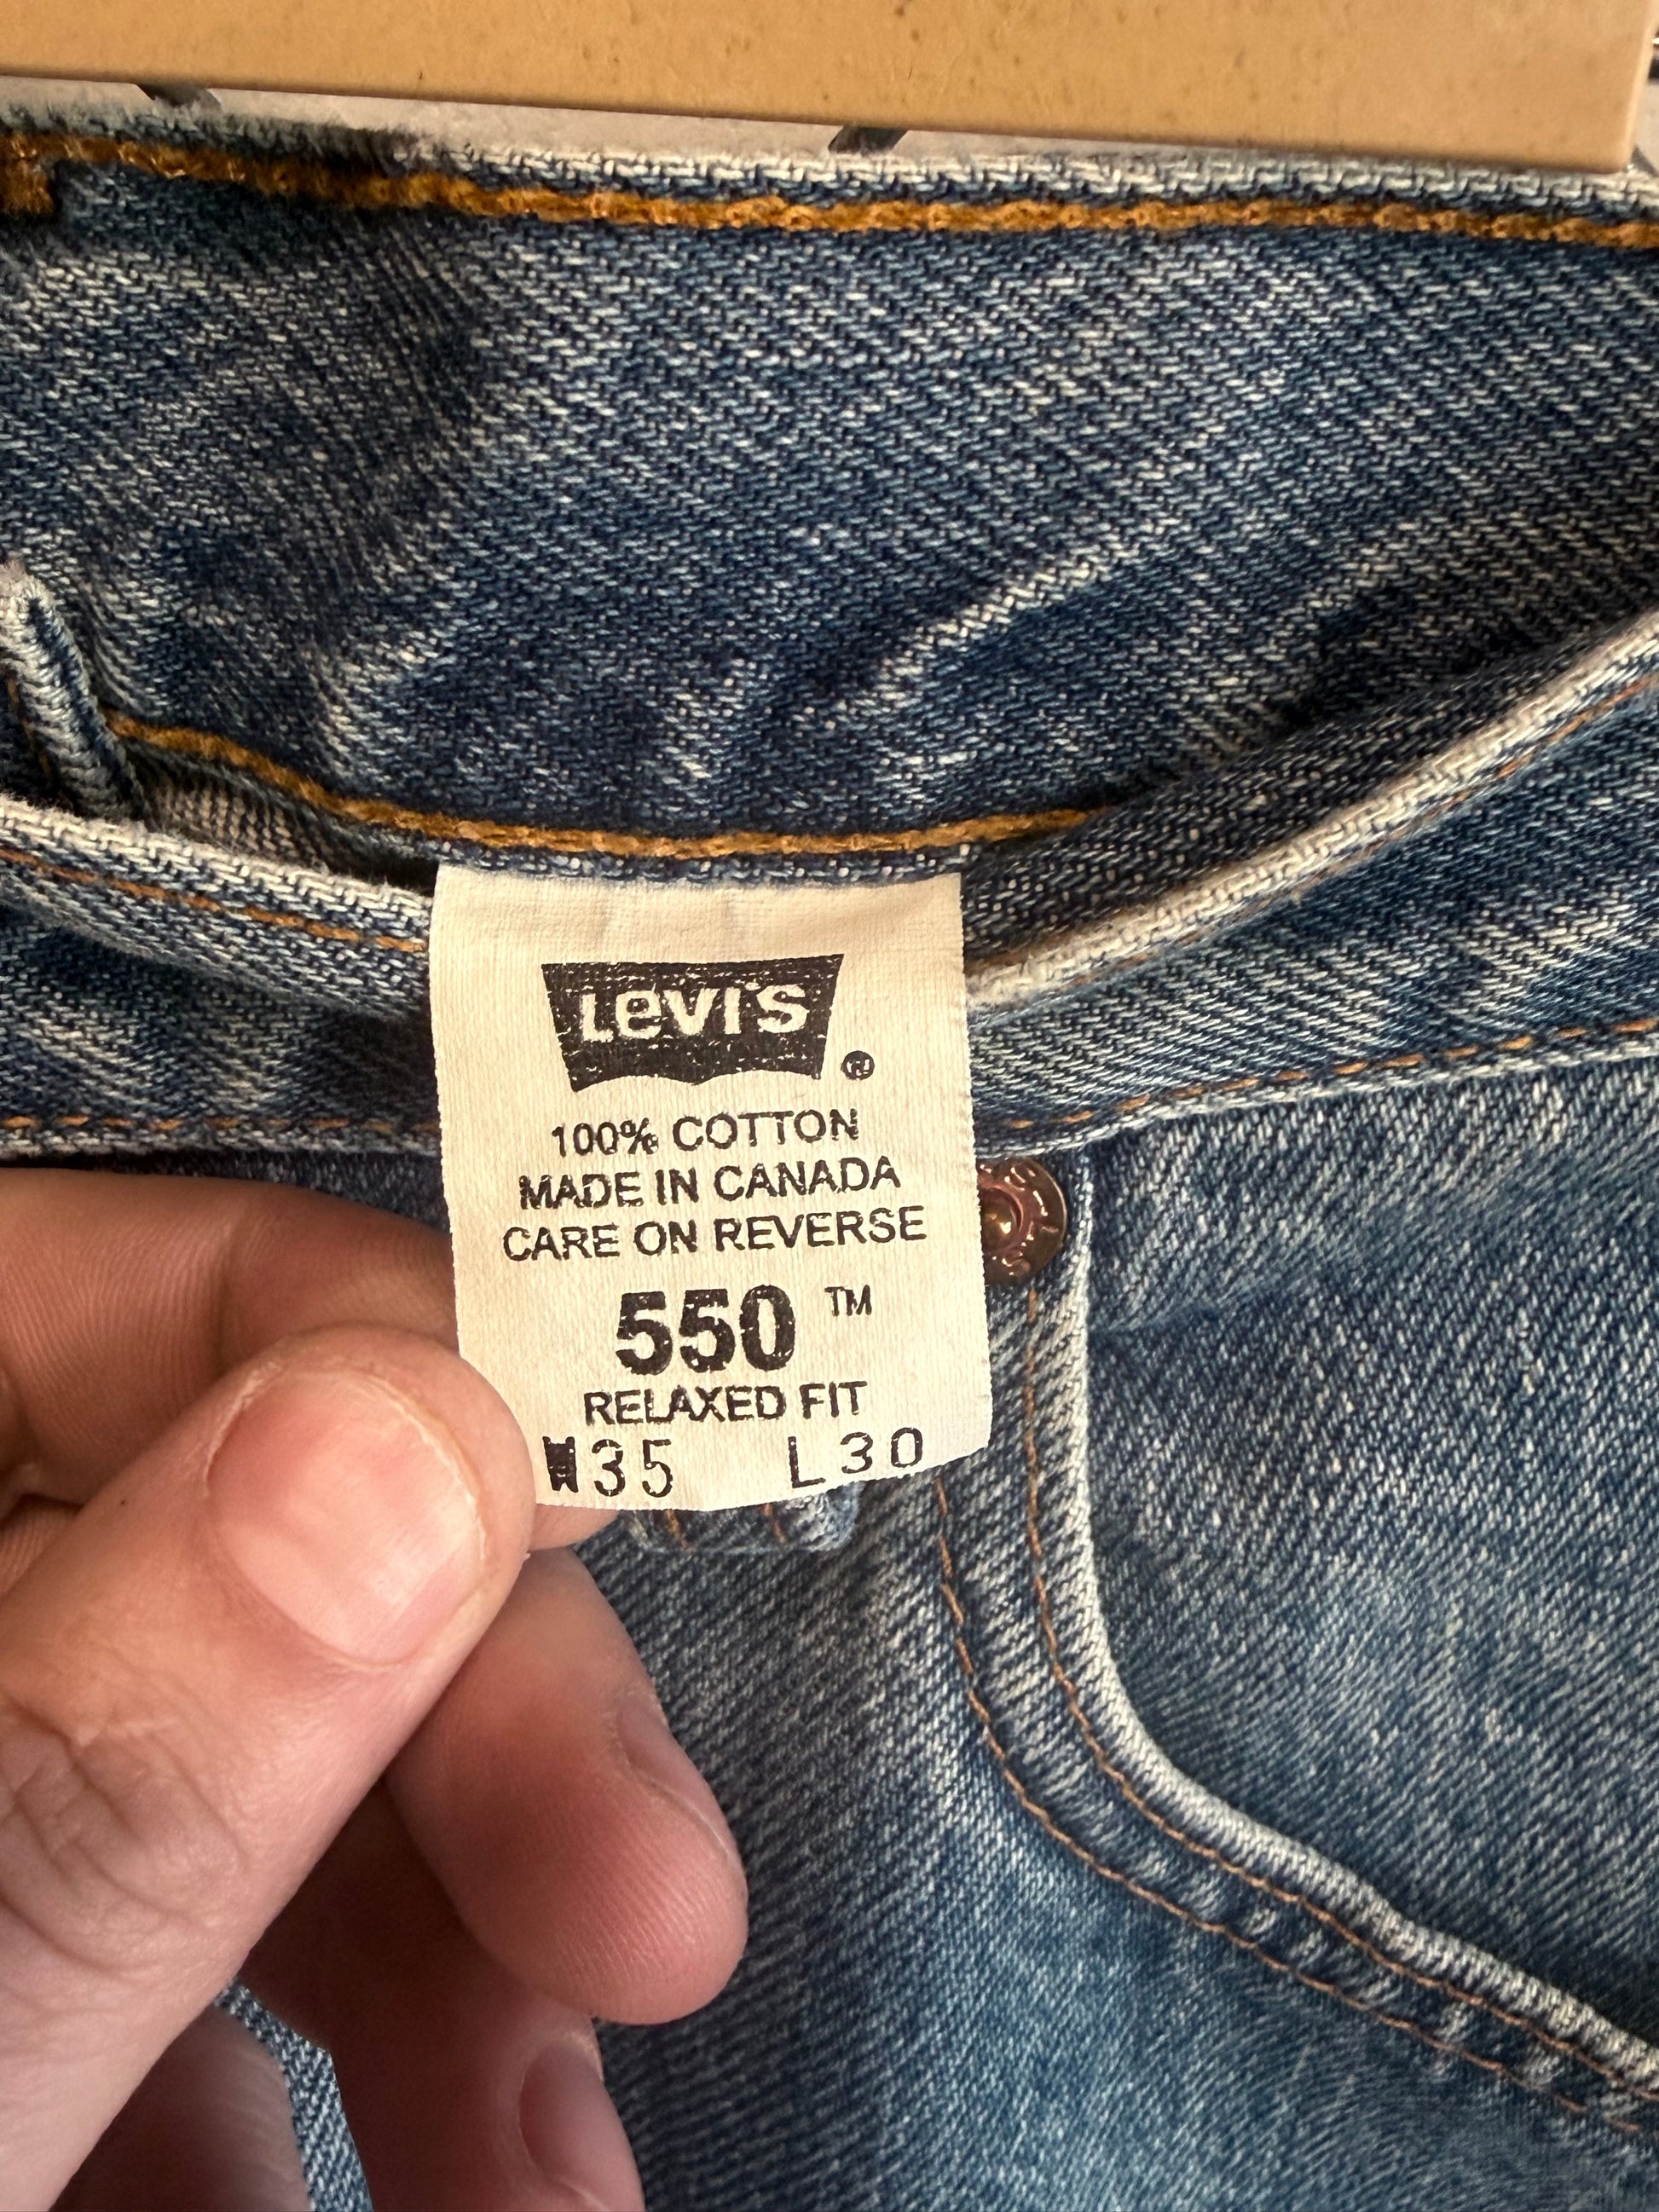 Levi's ®
100% COTTON
MADE IN CANADA
CARE ON REVERSE
550 ™
RELAXED FIT
W35 L30